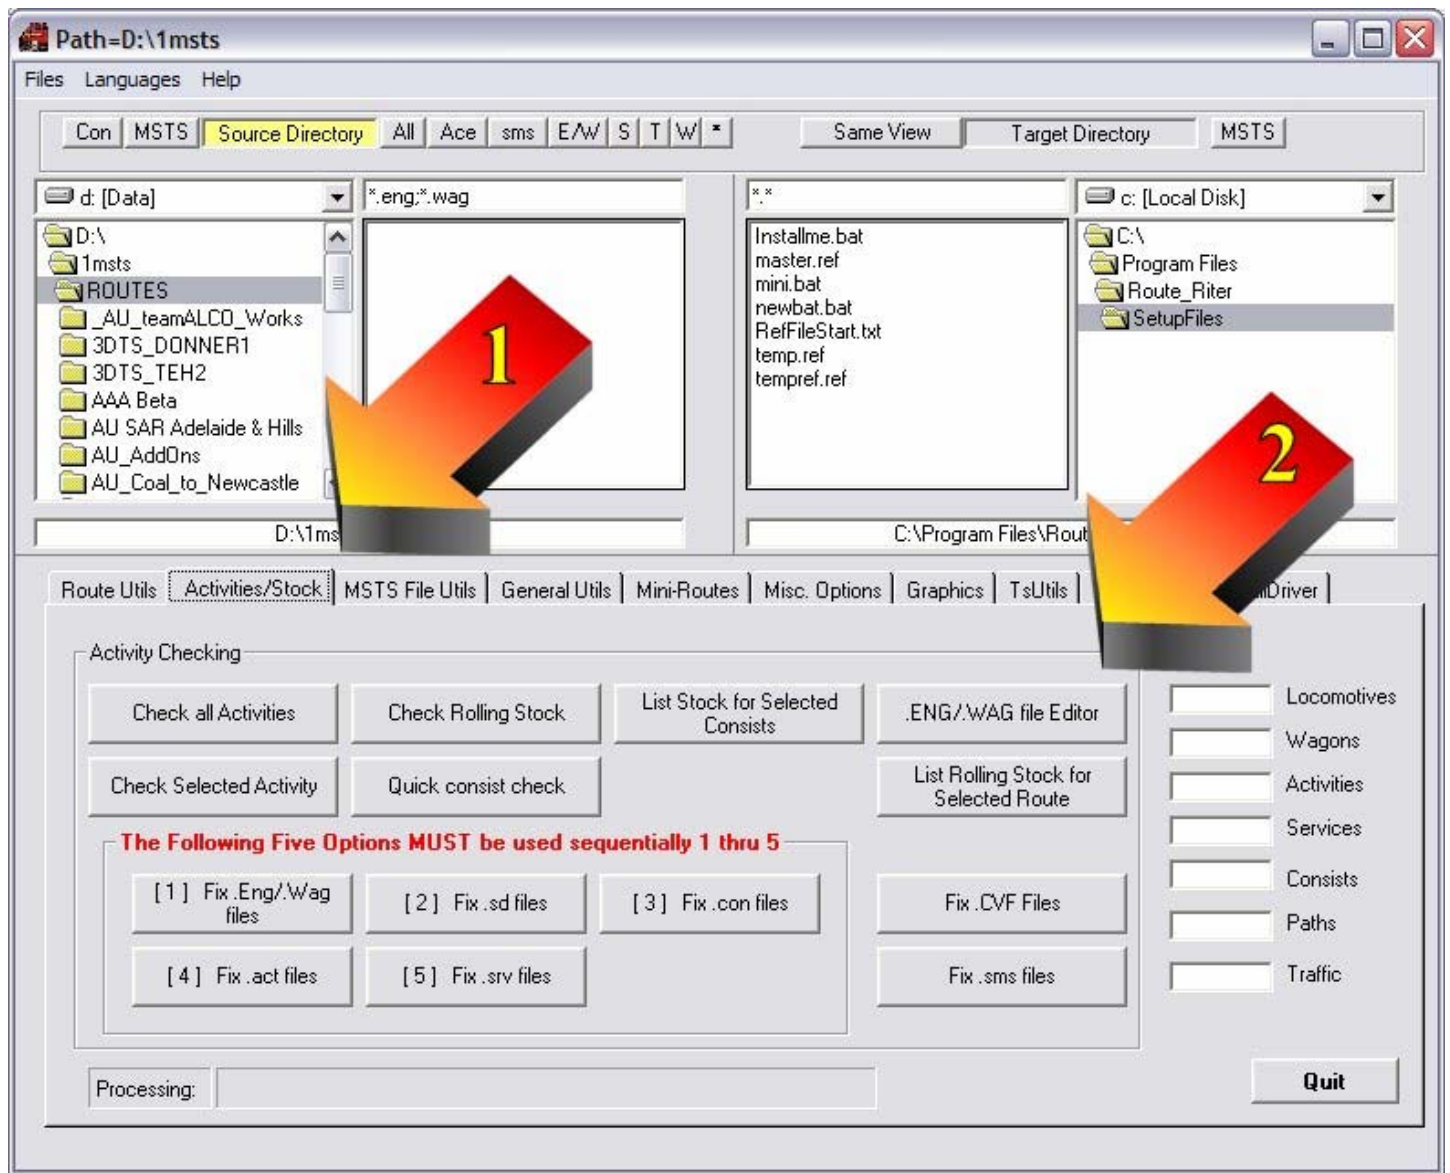 Path=D:\1msts
Files Languages Help
Con MSTS Source Directory All Ace sms E/W S T W * Same View Target Directory MSTS
d: [Data] *.eng;*.wag *.* c: [Local Disk]
D:\
1msts
ROUTES
_AU_teamALCO_Works
3DTS_DONNER1
3DTS_TEH2
AAA Beta
AU SAR Adelaide & Hills
AU_AddOns
AU_Coal_to_Newcastle
1
Installme.bat
master.ref
mini.bat
newbat.bat
RefFileStart.txt
temp.ref
tempref.ref
C:\
Program Files
Route_Riter
SetupFiles
2
D:\1ms
C:\Program Files\Rout
Route Utils Activities/Stock MSTS File Utils General Utils Mini-Routes Misc. Options Graphics TsUtils Driver
Activity Checking
Check all Activities
Check Rolling Stock
List Stock for Selected
Consists
.ENG/.WAG file Editor
Check Selected Activity
Quick consist check
List Rolling Stock for
Selected Route
The Following Five Options MUST be used sequentially 1 thru 5
[ 1 ] Fix .Eng/.Wag
files
[ 2 ] Fix .sd files
[ 3 ] Fix .con files
Fix .CVF Files
[ 4 ] Fix .act files
[ 5 ] Fix .srv files
Fix .sms files
Locomotives
Wagons
Activities
Services
Consists
Paths
Traffic
Processing:
Quit